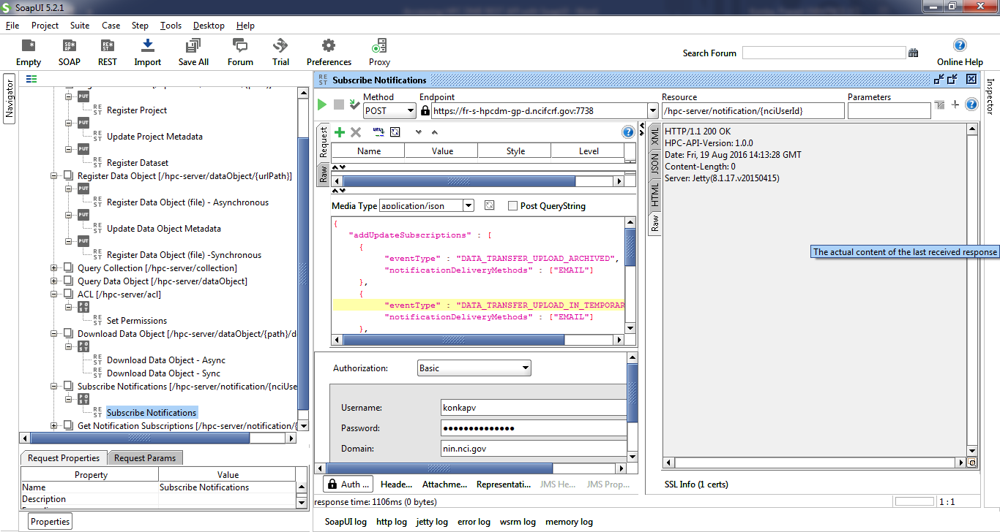 SoapUI 5.2.1
File Project Suite Case Step Tools Desktop Help
Empty SOAP REST Import Save All Forum Trial Preferences Proxy
Search Forum
Online Help
Navigator
PUT
REST Register Project
PUT
REST Update Project Metadata
PUT
REST Register Dataset
Register Data Object [/hpc-server/dataObject/{urlPath}]
PUT
REST Register Data Object (file) - Asynchronous
PUT
REST Update Data Object Metadata
PUT
REST Register Data Object (file) -Synchronous
Query Collection [/hpc-server/collection]
Query Data Object [/hpc-server/dataObject]
ACL [/hpc-server/acl]
POST
REST Set Permissions
Download Data Object [/hpc-server/dataObject/{path}/d
POST
REST Download Data Object - Async
REST Download Data Object - Sync
Subscribe Notifications [/hpc-server/notification/{nciUse
POST
REST Subscribe Notifications
Get Notification Subscriptions [/hpc-server/notification/{
Request Properties Request Params
Property Value
Name Subscribe Notifications
Description
Properties
REST Subscribe Notifications
Method Endpoint Resource Parameters
POST https://fr-s-hpcdm-gp-d.ncifcrf.gov:7738 /hpc-server/notification/{nciUserId}
Request
Raw
Name Value Style Level
Media Type application/json Post QueryString
{
"addUpdateSubscriptions" : [
{
"eventType" : "DATA_TRANSFER_UPLOAD_ARCHIVED",
"notificationDeliveryMethods" : ["EMAIL"]
},
{
"eventType" : "DATA_TRANSFER_UPLOAD_IN_TEMPORAR
"notificationDeliveryMethods" : ["EMAIL"]
},
Authorization: Basic
Username: konkapv
Password: ●●●●●●●●●●●●●●
Domain: nin.nci.gov
Auth ... Heade... Attachme... Representati... JMS He... JMS Prop...
response time: 1106ms (0 bytes)
XML
JSON
HTML
Raw
HTTP/1.1 200 OK
HPC-API-Version: 1.0.0
Date: Fri, 19 Aug 2016 14:13:28 GMT
Content-Length: 0
Server: Jetty(8.1.17.v20150415)
The actual content of the last received response
SSL Info (1 certs)
1 : 1
Inspector
SoapUI log http log jetty log error log wsrm log memory log